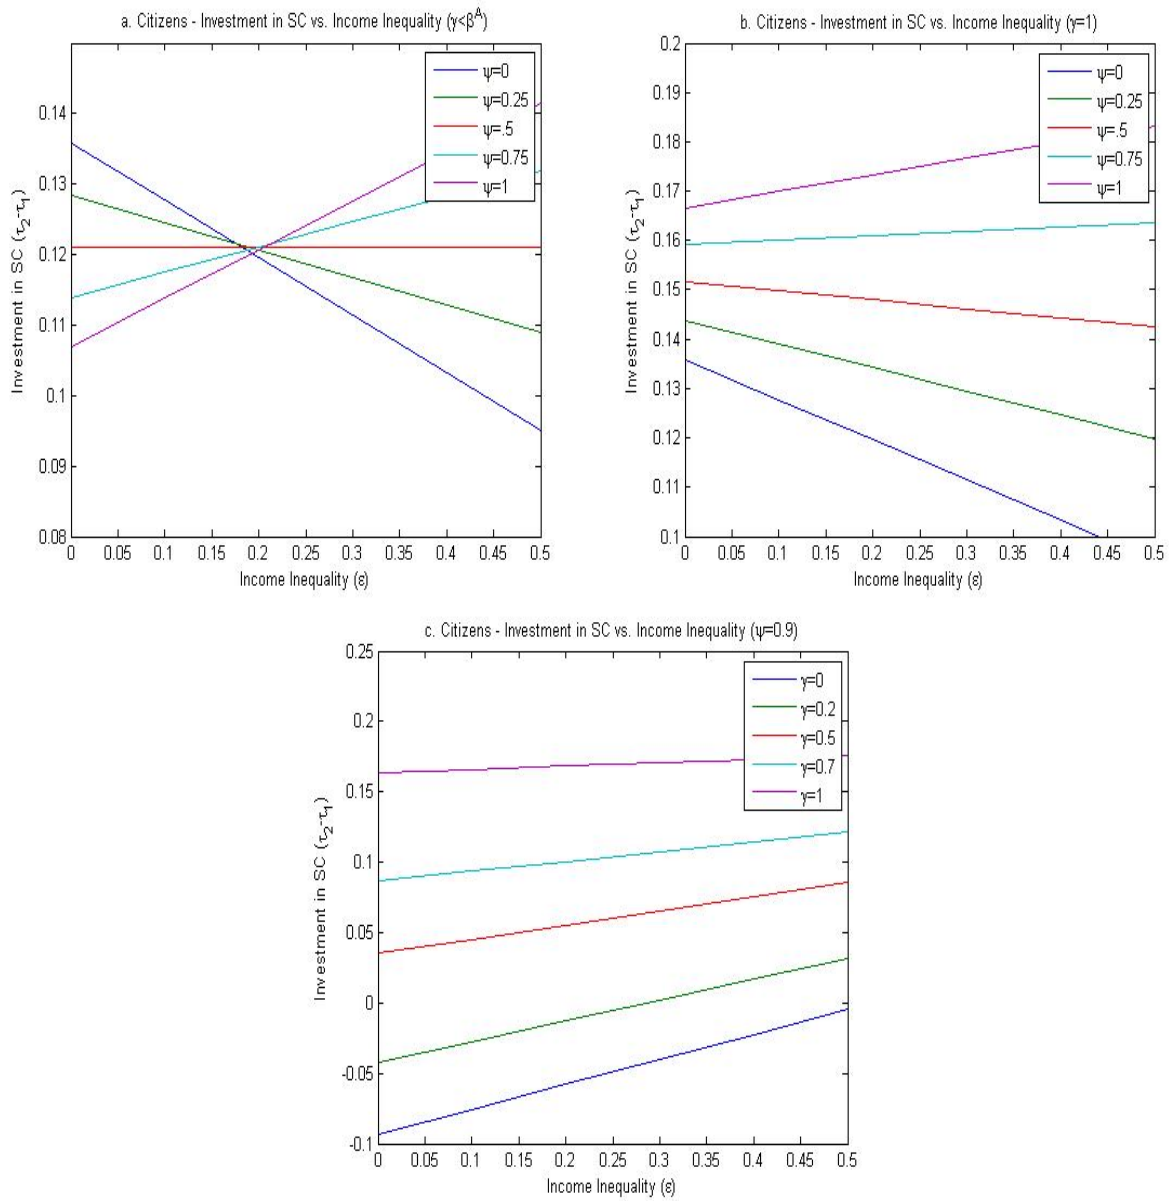 a. Citizens - Investment in SC vs. Income Inequality (γ<β^A)
ψ=0
ψ=0.25
ψ=.5
ψ=0.75
ψ=1
0.14
0.13
0.12
0.11
0.1
0.09
0.08
Investment in SC (τ₂-τ₁)
0 0.05 0.1 0.15 0.2 0.25 0.3 0.35 0.4 0.45 0.5
Income Inequality (ε)
b. Citizens - Investment in SC vs. Income Inequality (γ=1)
ψ=0
ψ=0.25
ψ=.5
ψ=0.75
ψ=1
0.2
0.19
0.18
0.17
0.16
0.15
0.14
0.13
0.12
0.11
0.1
Investment in SC (τ₂-τ₁)
0 0.05 0.1 0.15 0.2 0.25 0.3 0.35 0.4 0.45 0.5
Income Inequality (ε)
c. Citizens - Investment in SC vs. Income Inequality (ψ=0.9)
γ=0
γ=0.2
γ=0.5
γ=0.7
γ=1
0.25
0.2
0.15
0.1
0.05
0
-0.05
-0.1
Investment in SC (τ₂-τ₁)
0 0.05 0.1 0.15 0.2 0.25 0.3 0.35 0.4 0.45 0.5
Income Inequality (ε)